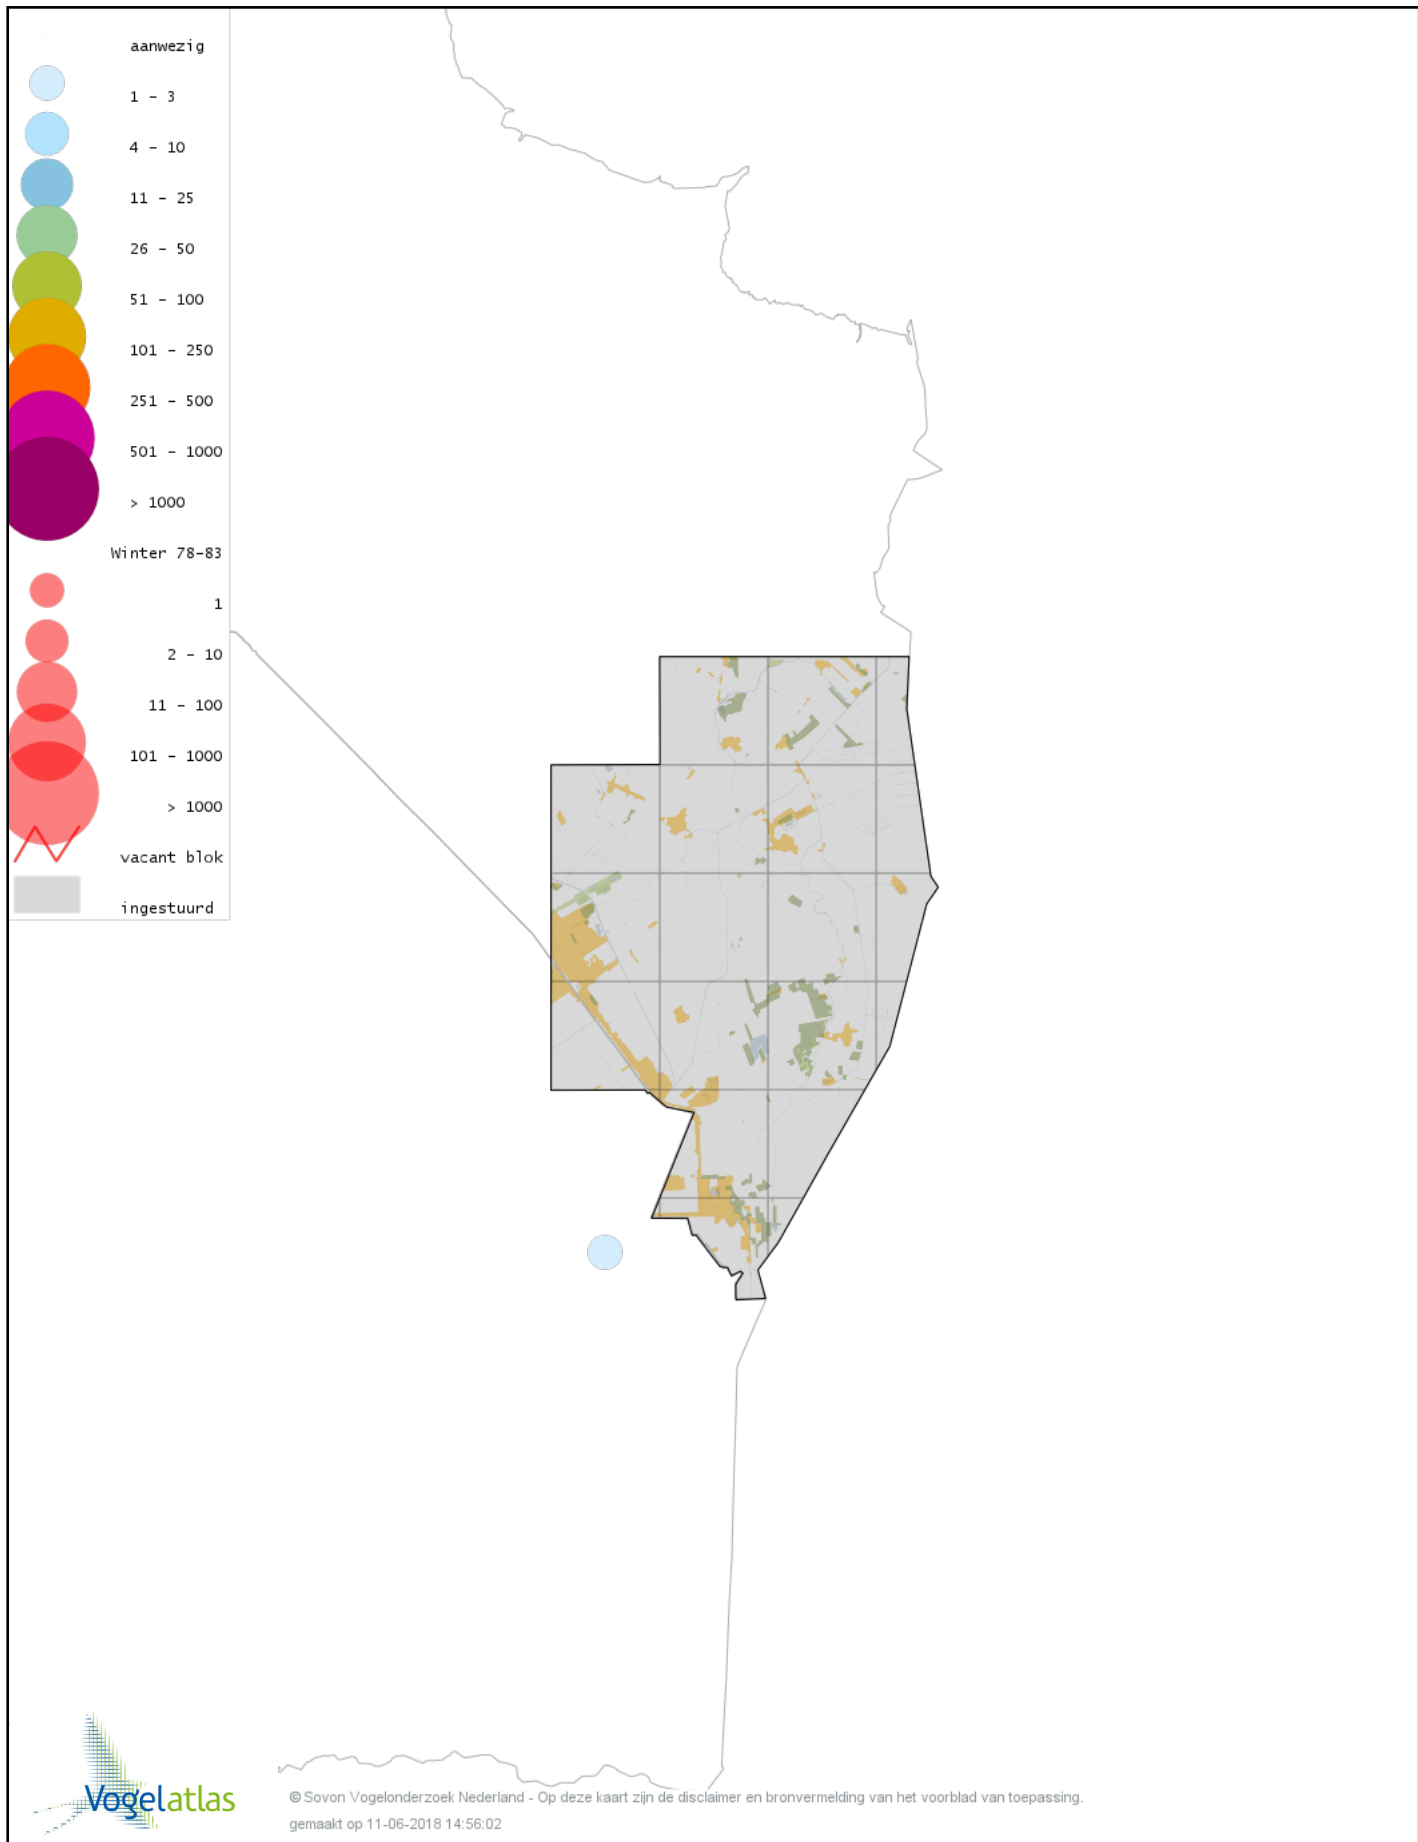 aanwezig
1 - 3
4 - 10
11 - 25
26 - 50
51 - 100
101 - 250
251 - 500
501 - 1000
> 1000
Winter 78-83
1
2 - 10
11 - 100
101 - 1000
> 1000
vacant blok
ingestuurd
Vogelatlas
© Sovon Vogelonderzoek Nederland - Op deze kaart zijn de disclaimer en bronvermelding van het voorblad van toepassing.
gemaakt op 11-06-2018 14:56:02